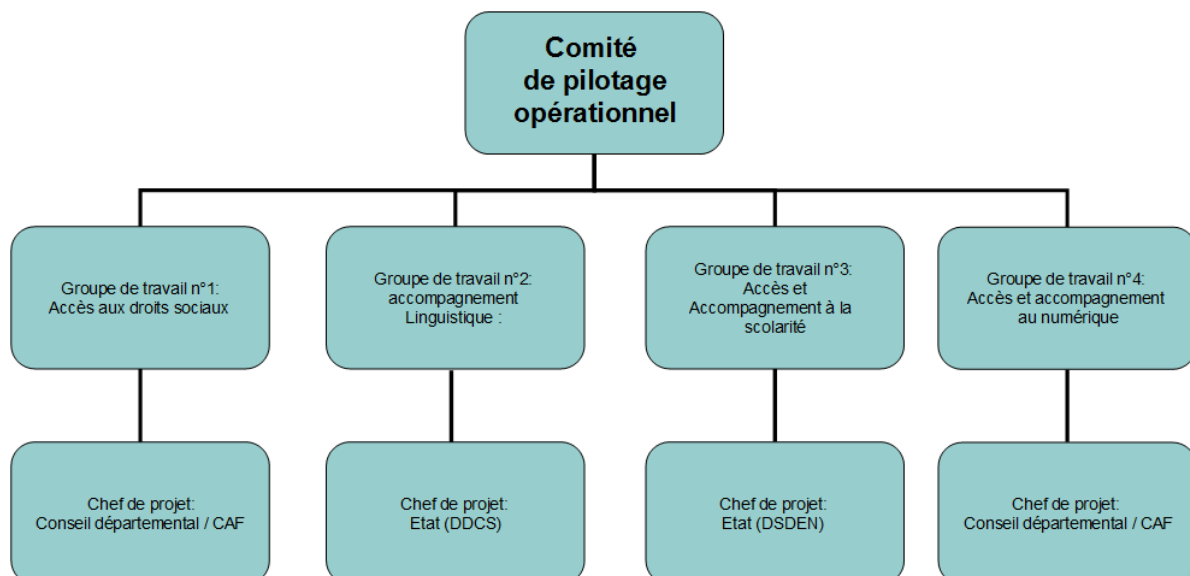 Comité
de pilotage
opérationnel
Groupe de travail n°1:
Accès aux droits sociaux
Groupe de travail n°2:
accompagnement
Linguistique :
Groupe de travail n°3:
Accès et
Accompagnement à la
scolarité
Groupe de travail n°4:
Accès et accompagnement
au numérique
Chef de projet:
Conseil départemental / CAF
Chef de projet:
Etat (DDCS)
Chef de projet:
Etat (DSDEN)
Chef de projet:
Conseil départemental / CAF